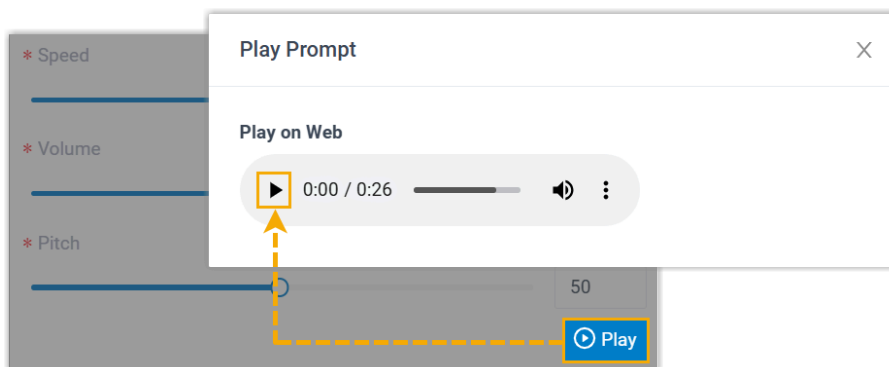 * Speed
* Volume
* Pitch
50
Play
Play Prompt
Play on Web
0:00 / 0:26